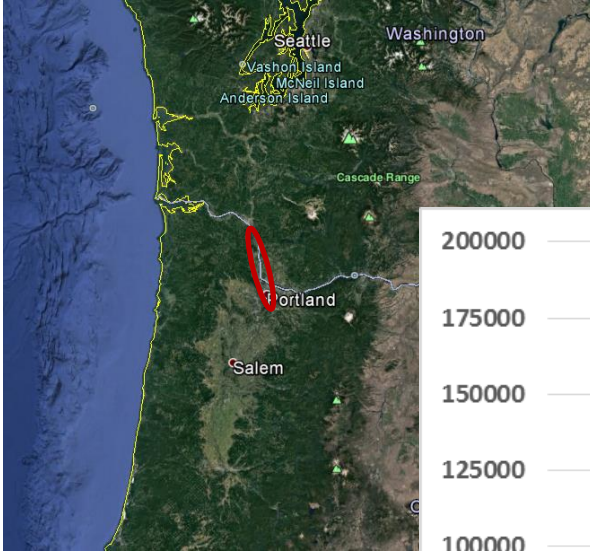 Seattle
Washington
Vashon Island
McNeil Island
Anderson Island
Cascade Range
Portland
Salem
200000
175000
150000
125000
100000